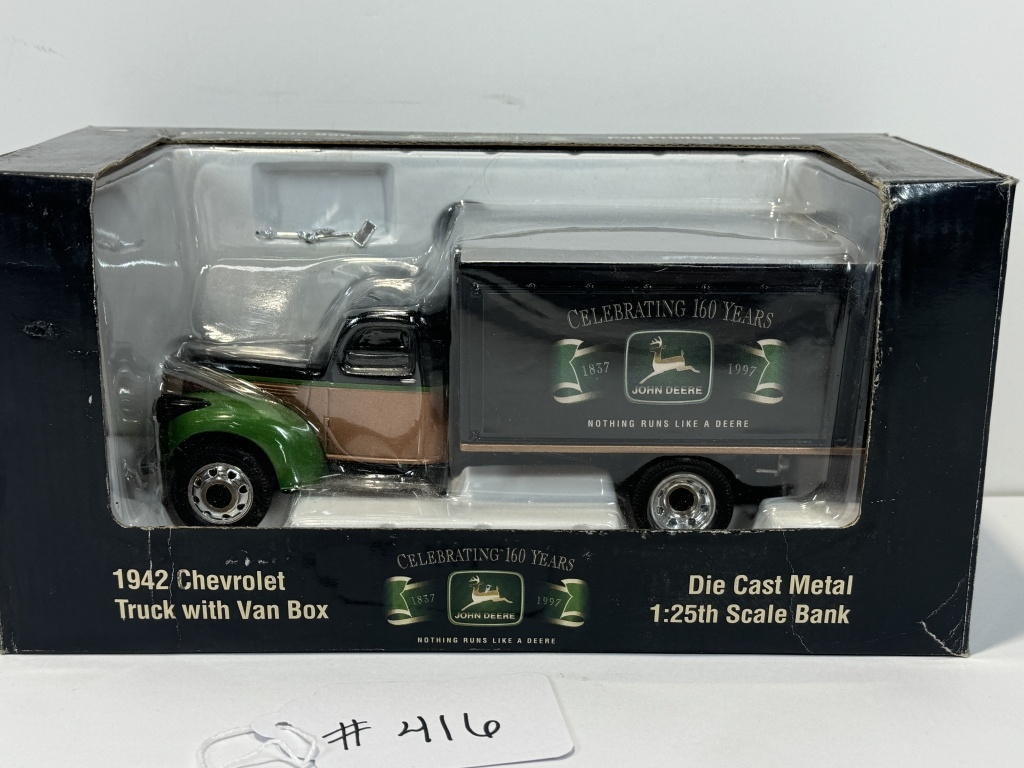 CELEBRATING 160 YEARS
1837 1997
JOHN DEERE
NOTHING RUNS LIKE A DEERE
1942 Chevrolet
Truck with Van Box
CELEBRATING 160 YEARS
1837 1997
JOHN DEERE
NOTHING RUNS LIKE A DEERE
Die Cast Metal
1:25th Scale Bank
# 416